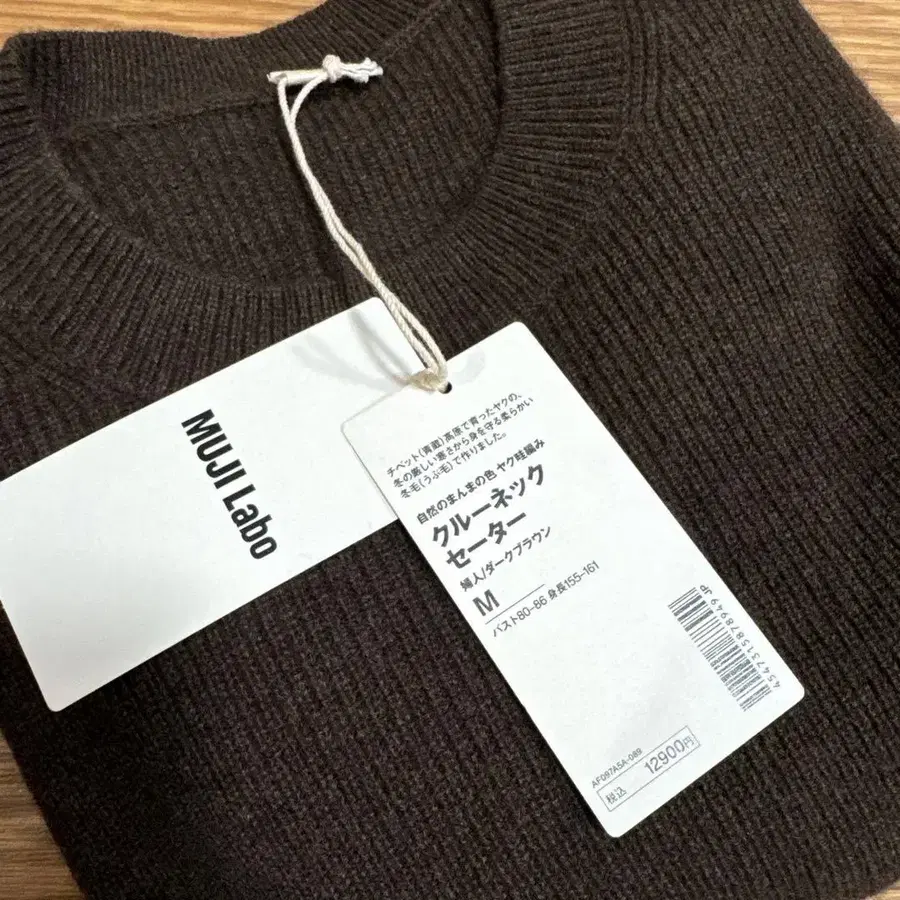 MUJI Labo
チベット(青蔵)高原で育ったヤクの、
冬の厳しい寒さから身を守る柔らかい
冬毛(うぶ毛)で作りました。
自然のまんまの色 ヤク畦編み
クルーネック
セーター
婦人/ダークブラウン
M
バスト80-86 身長155-161
4547315878949 JP
AFD97A5A-089
税込 12900円